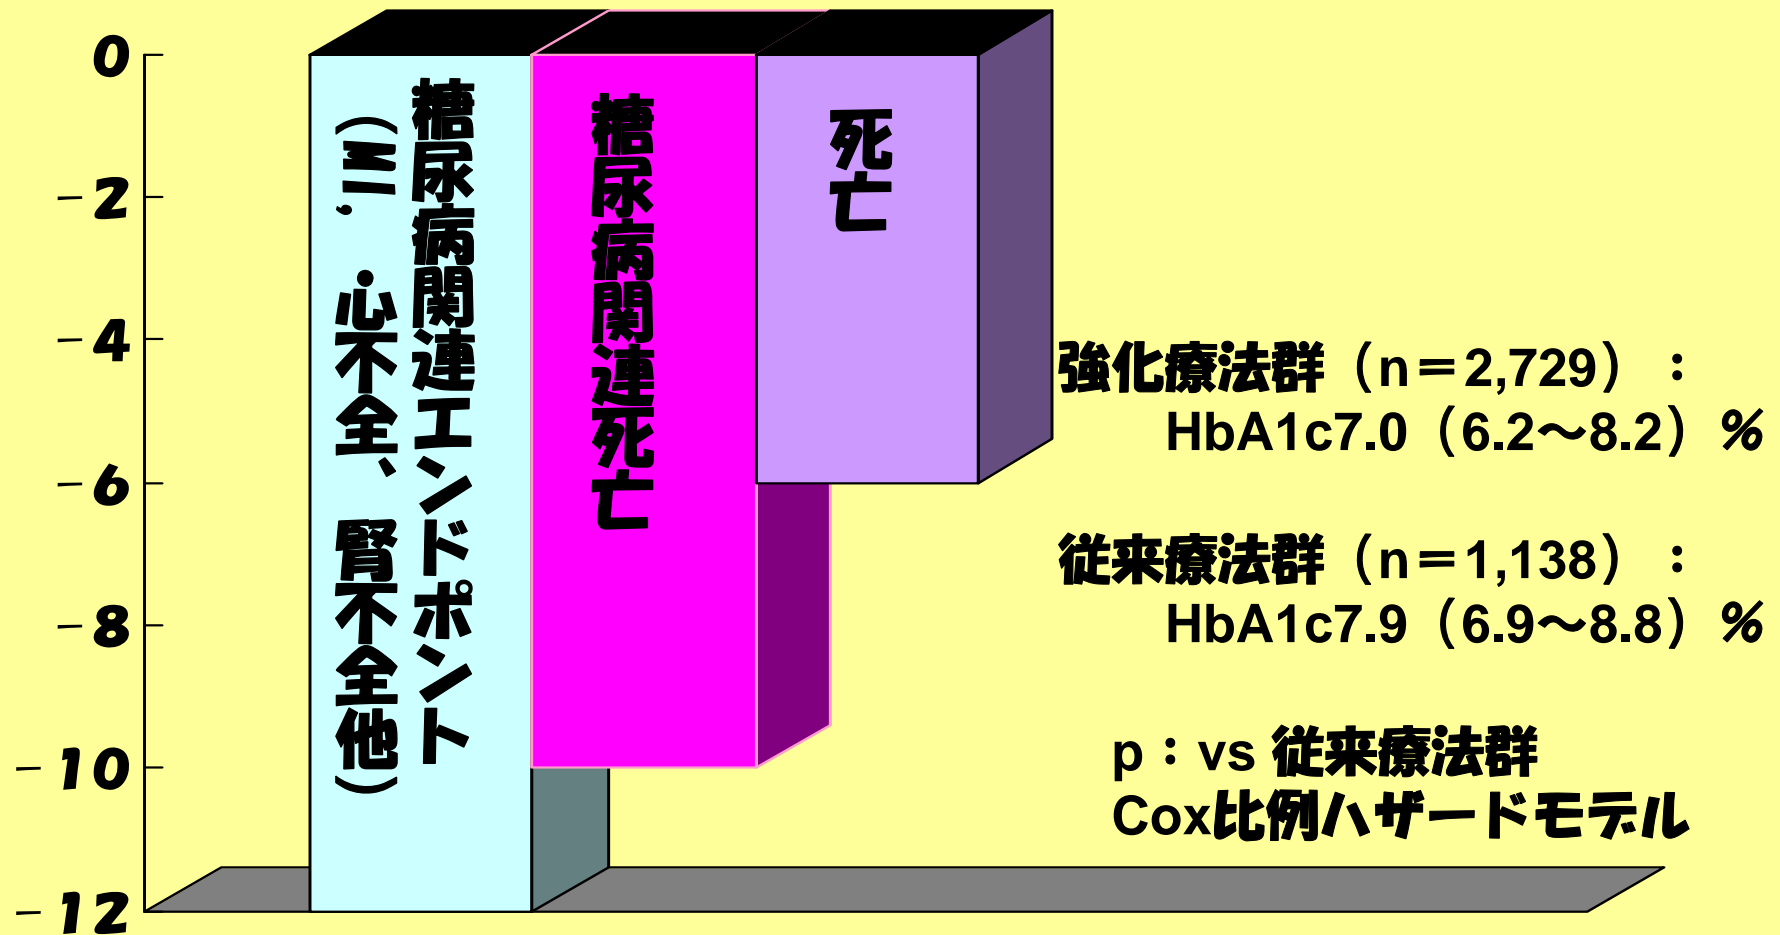 0
−2
−4
−6
−8
−10
−12
糖尿病関連エンドポント
（MI, 心不全、腎不全他）
糖尿病関連死亡
死亡
強化療法群（n＝2,729）：
HbA1c7.0（6.2～8.2）％
従来療法群（n＝1,138）：
HbA1c7.9（6.9～8.8）％
p：vs 従来療法群
Cox比例ハザードモデル